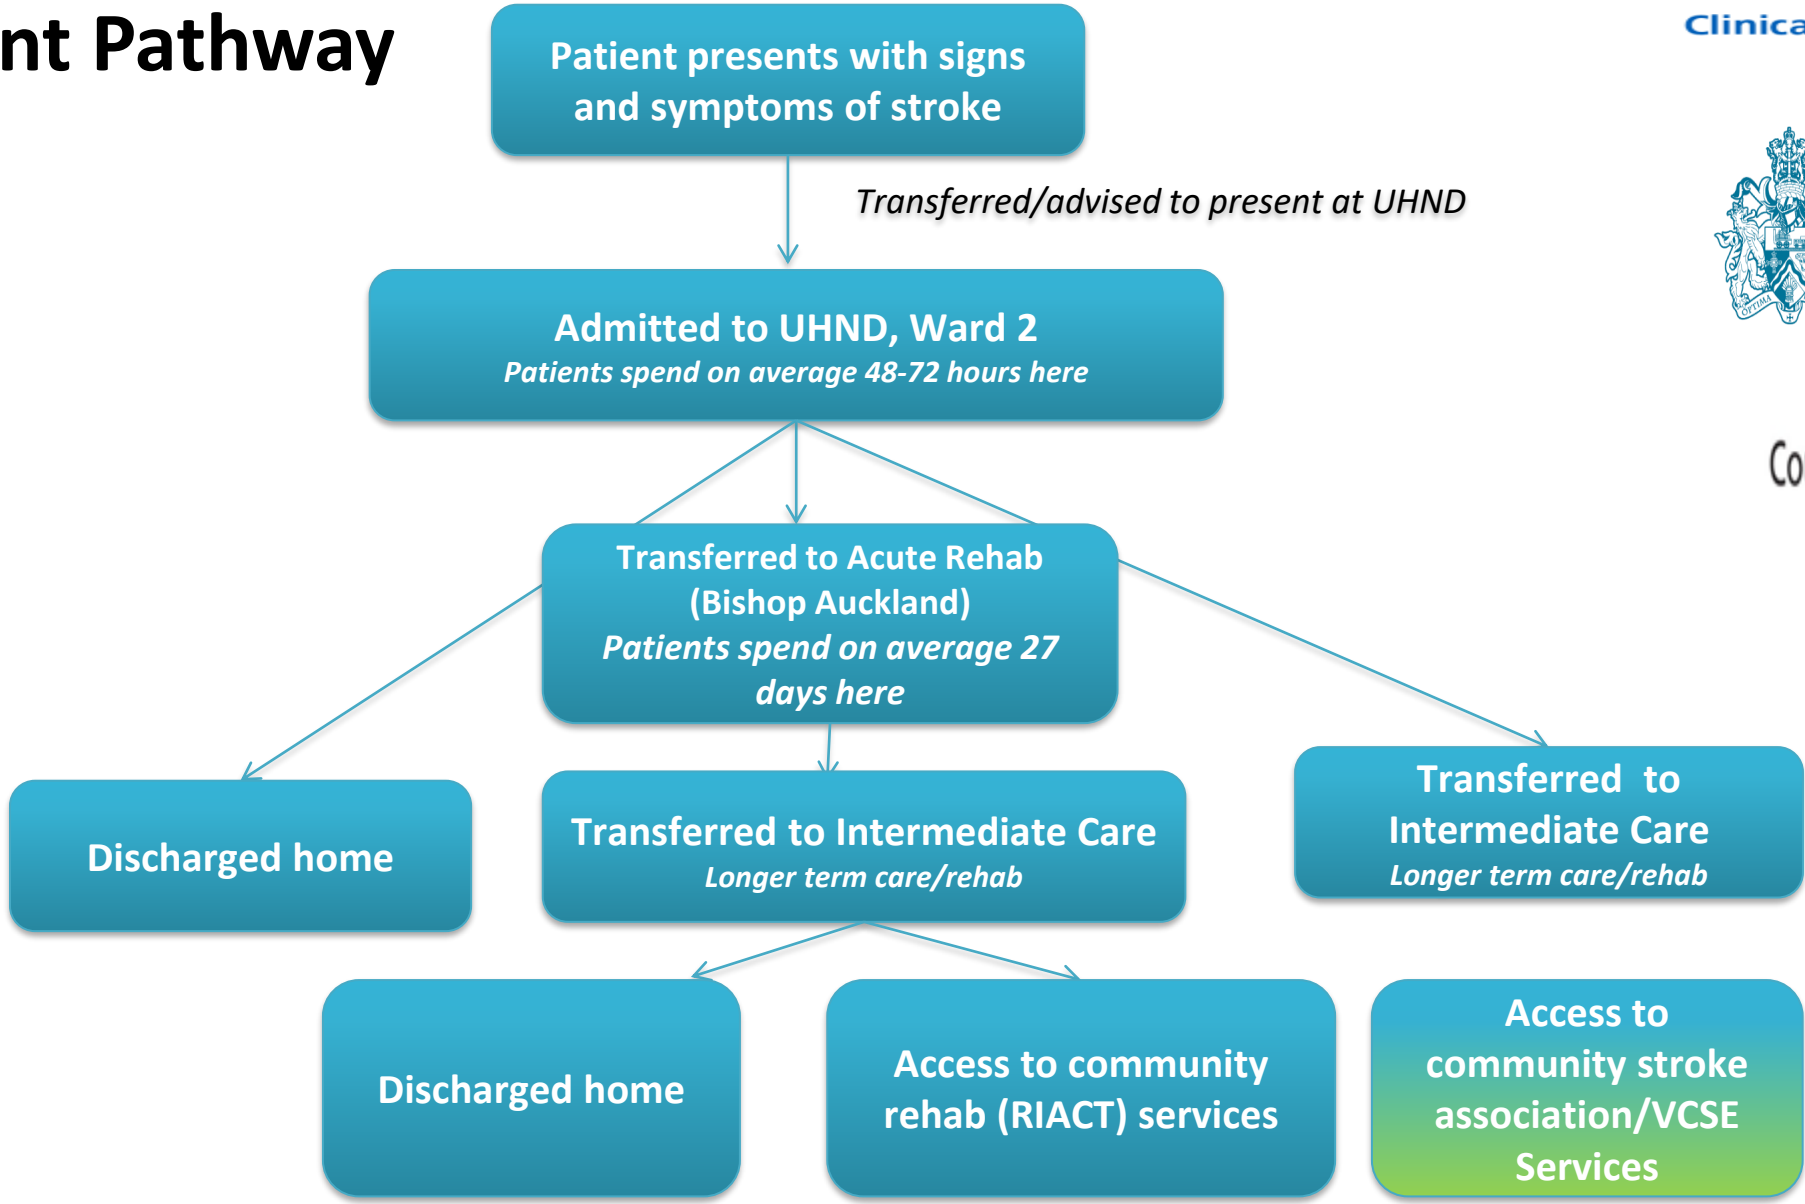 nt Pathway
Clinica
Patient presents with signs
and symptoms of stroke
Transferred/advised to present at UHND
Admitted to UHND, Ward 2
Patients spend on average 48-72 hours here
OPTIMA
Co
Transferred to Acute Rehab
(Bishop Auckland)
Patients spend on average 27
days here
Discharged home
Transferred to Intermediate Care
Longer term care/rehab
Transferred to
Intermediate Care
Longer term care/rehab
Discharged home
Access to community
rehab (RIACT) services
Access to
community stroke
association/VCSE
Services